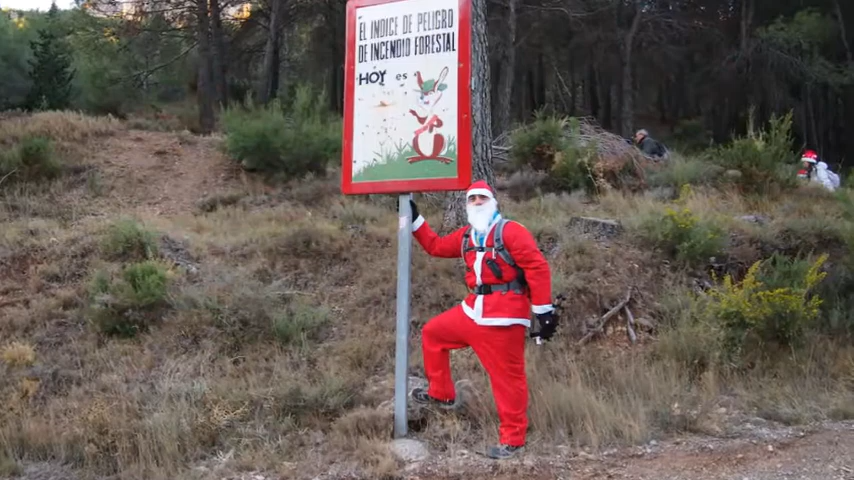 EL INDICE DE PELIGRO
DE INCENDIO FORESTAL
HOY es